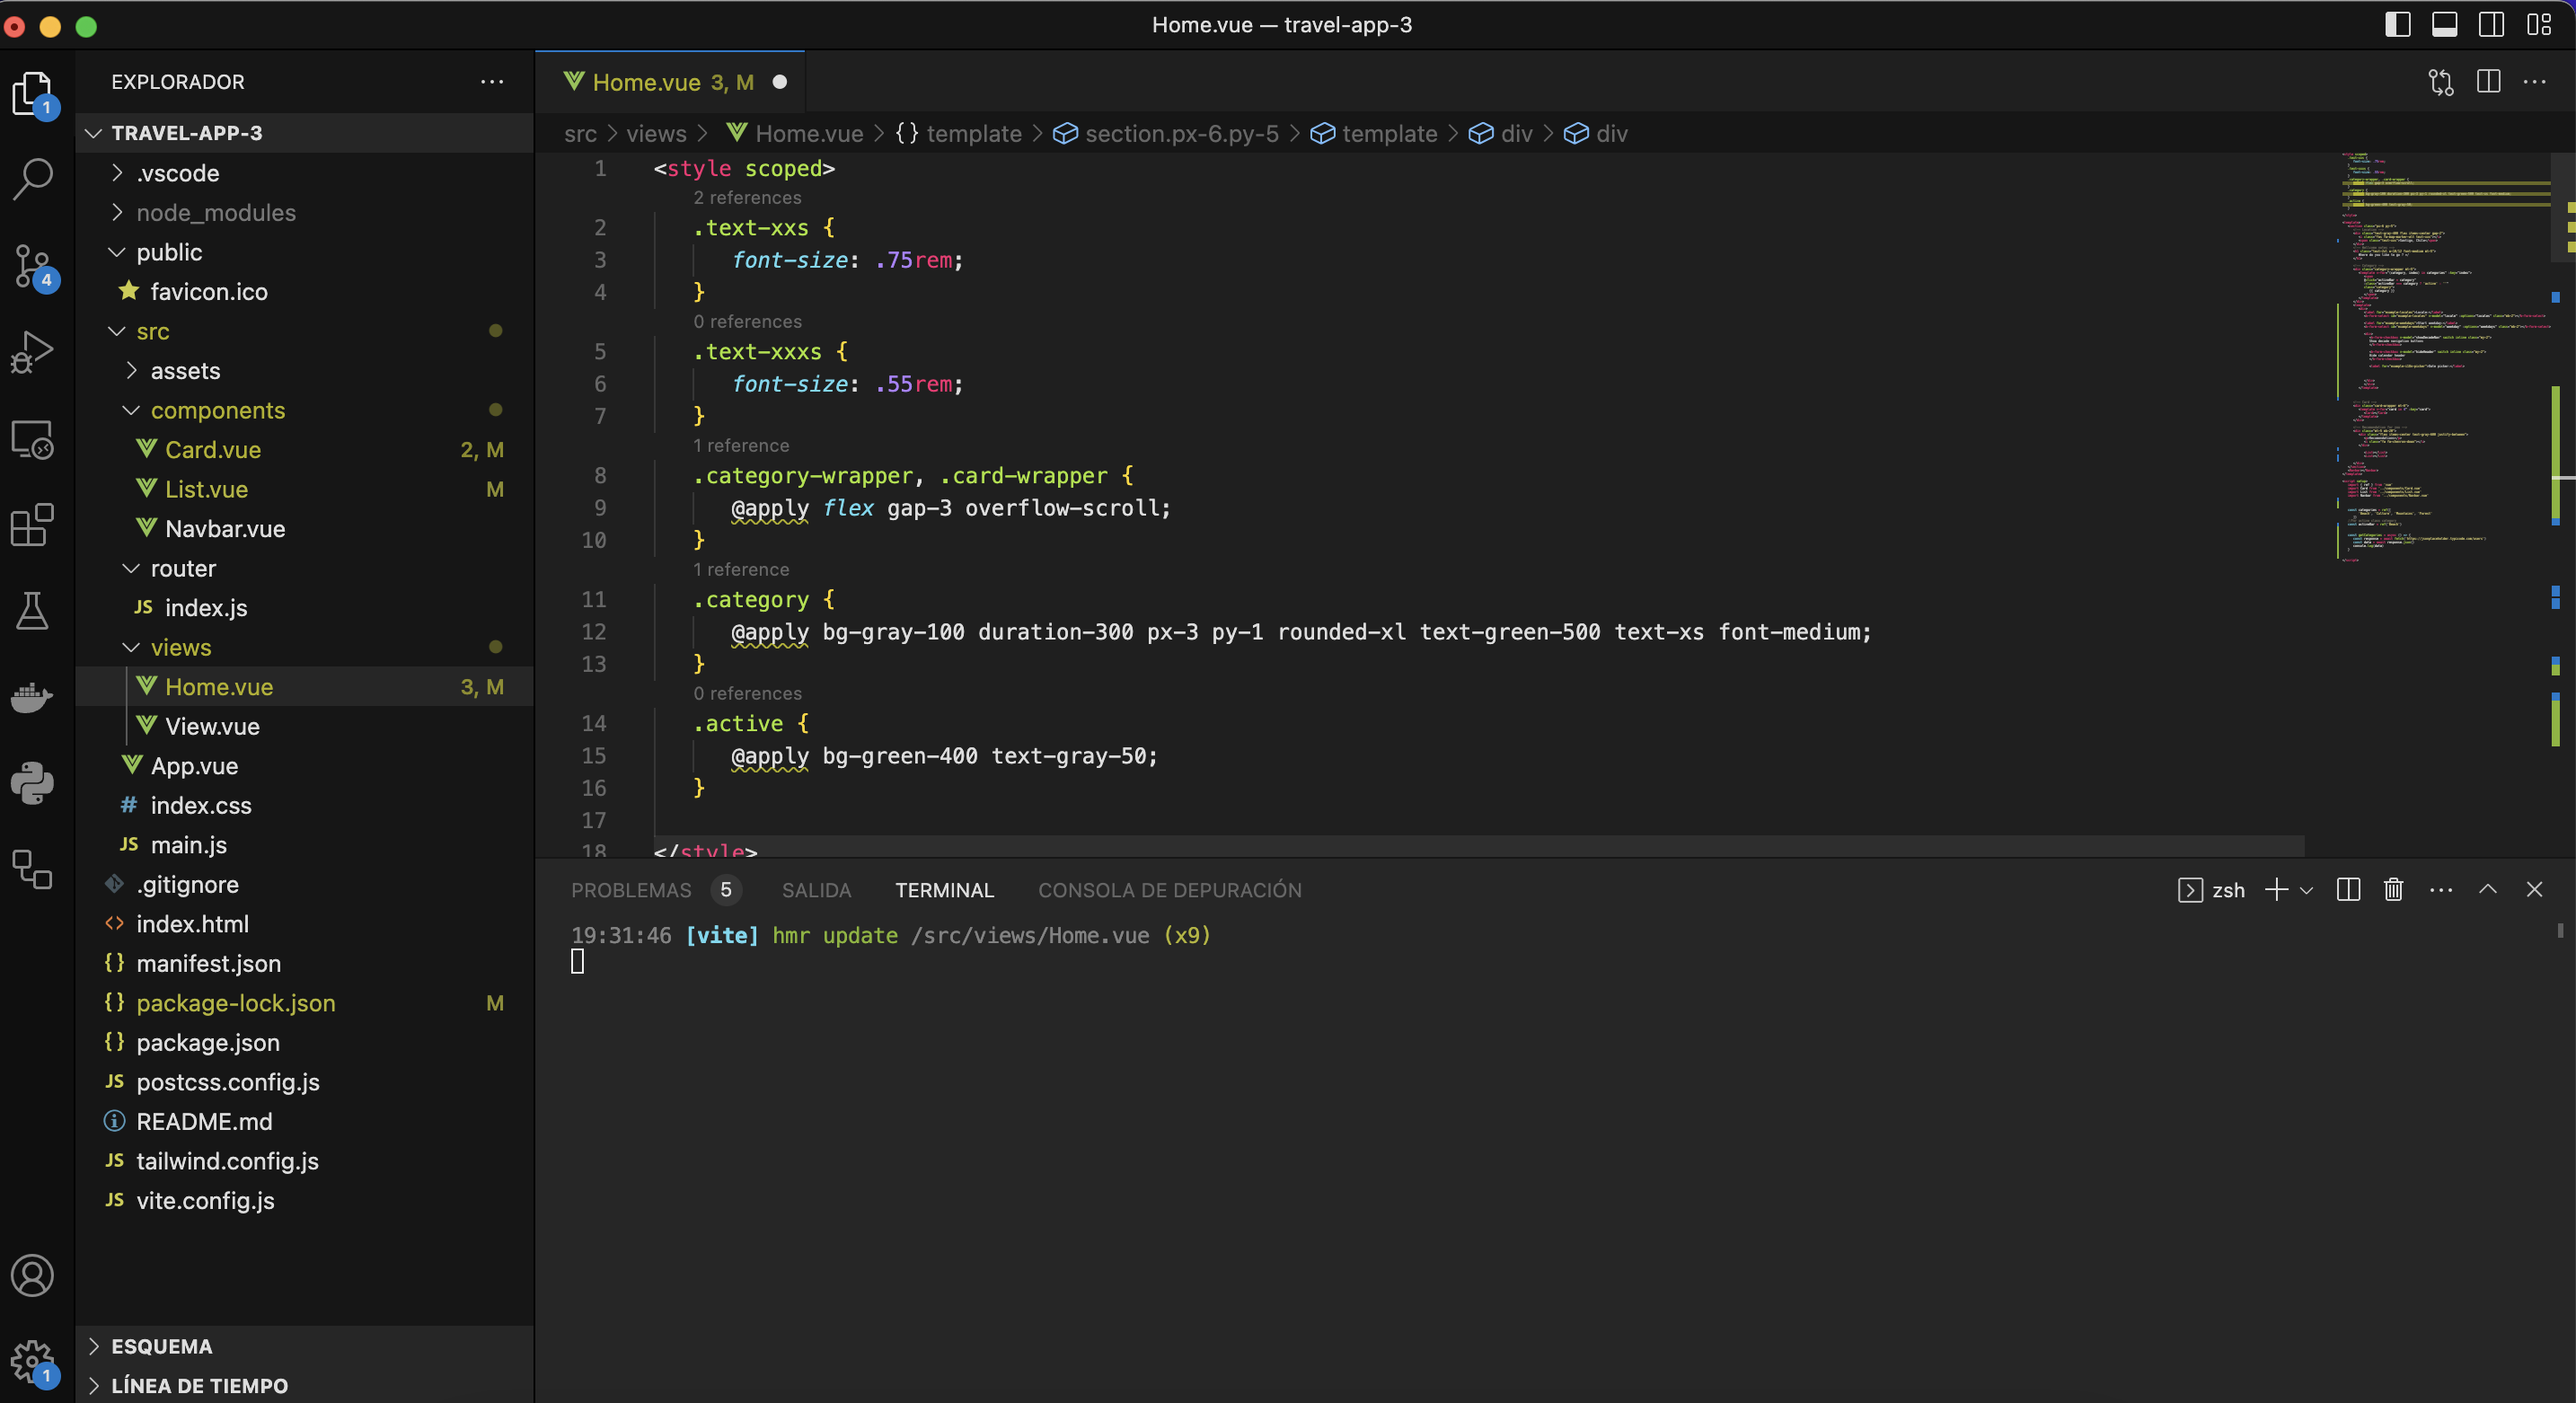 Home.vue — travel-app-3
EXPLORADOR
1
TRAVEL-APP-3
.vscode
node_modules
public
favicon.ico
4
src
assets
components
Card.vue 2, M
List.vue M
Navbar.vue
router
JS index.js
views
Home.vue 3, M
View.vue
App.vue
# index.css
JS main.js
.gitignore
<> index.html
{} manifest.json
{} package-lock.json M
{} package.json
JS postcss.config.js
README.md
JS tailwind.config.js
JS vite.config.js
ESQUEMA
1
LÍNEA DE TIEMPO
Home.vue 3, M
src > views > Home.vue > {} template > section.px-6.py-5 > template > div > div
1 <style scoped>
2 references
2 .text-xxs {
3 font-size: .75rem;
4 }
0 references
5 .text-xxxs {
6 font-size: .55rem;
7 }
1 reference
8 .category-wrapper, .card-wrapper {
9 @apply flex gap-3 overflow-scroll;
10 }
1 reference
11 .category {
12 @apply bg-gray-100 duration-300 px-3 py-1 rounded-xl text-green-500 text-xs font-medium;
13 }
0 references
14 .active {
15 @apply bg-green-400 text-gray-50;
16 }
17
18 </style>
PROBLEMAS 5 SALIDA TERMINAL CONSOLA DE DEPURACIÓN zsh
19:31:46 [vite] hmr update /src/views/Home.vue (x9)